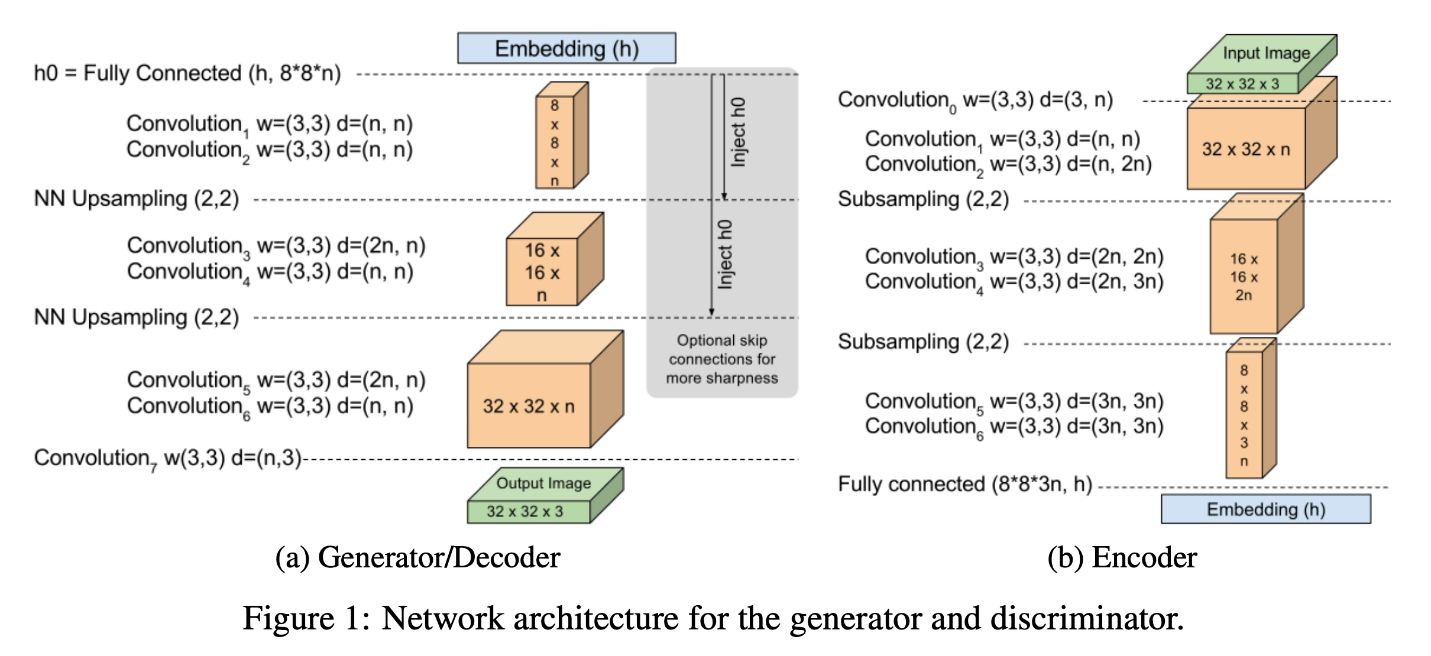 Embedding (h)
h0 = Fully Connected (h, 8*8*n)
8
x
8
x
n
Convolution1 w=(3,3) d=(n, n)
Convolution2 w=(3,3) d=(n, n)
Inject h0
NN Upsampling (2,2)
Convolution3 w=(3,3) d=(2n, n)
Convolution4 w=(3,3) d=(n, n)
16 x
16 x
n
Inject h0
NN Upsampling (2,2)
Optional skip
connections for
more sharpness
Convolution5 w=(3,3) d=(2n, n)
Convolution6 w=(3,3) d=(n, n)
32 x 32 x n
Convolution7 w(3,3) d=(n,3)
Output Image
32 x 32 x 3
(a) Generator/Decoder
Input Image
32 x 32 x 3
Convolution0 w=(3,3) d=(3, n)
Convolution1 w=(3,3) d=(n, n)
Convolution2 w=(3,3) d=(n, 2n)
32 x 32 x n
Subsampling (2,2)
Convolution3 w=(3,3) d=(2n, 2n)
Convolution4 w=(3,3) d=(2n, 3n)
16 x
16 x
2n
Subsampling (2,2)
Convolution5 w=(3,3) d=(3n, 3n)
Convolution6 w=(3,3) d=(3n, 3n)
8
x
8
x
3
n
Fully connected (8*8*3n, h)
Embedding (h)
(b) Encoder
Figure 1: Network architecture for the generator and discriminator.